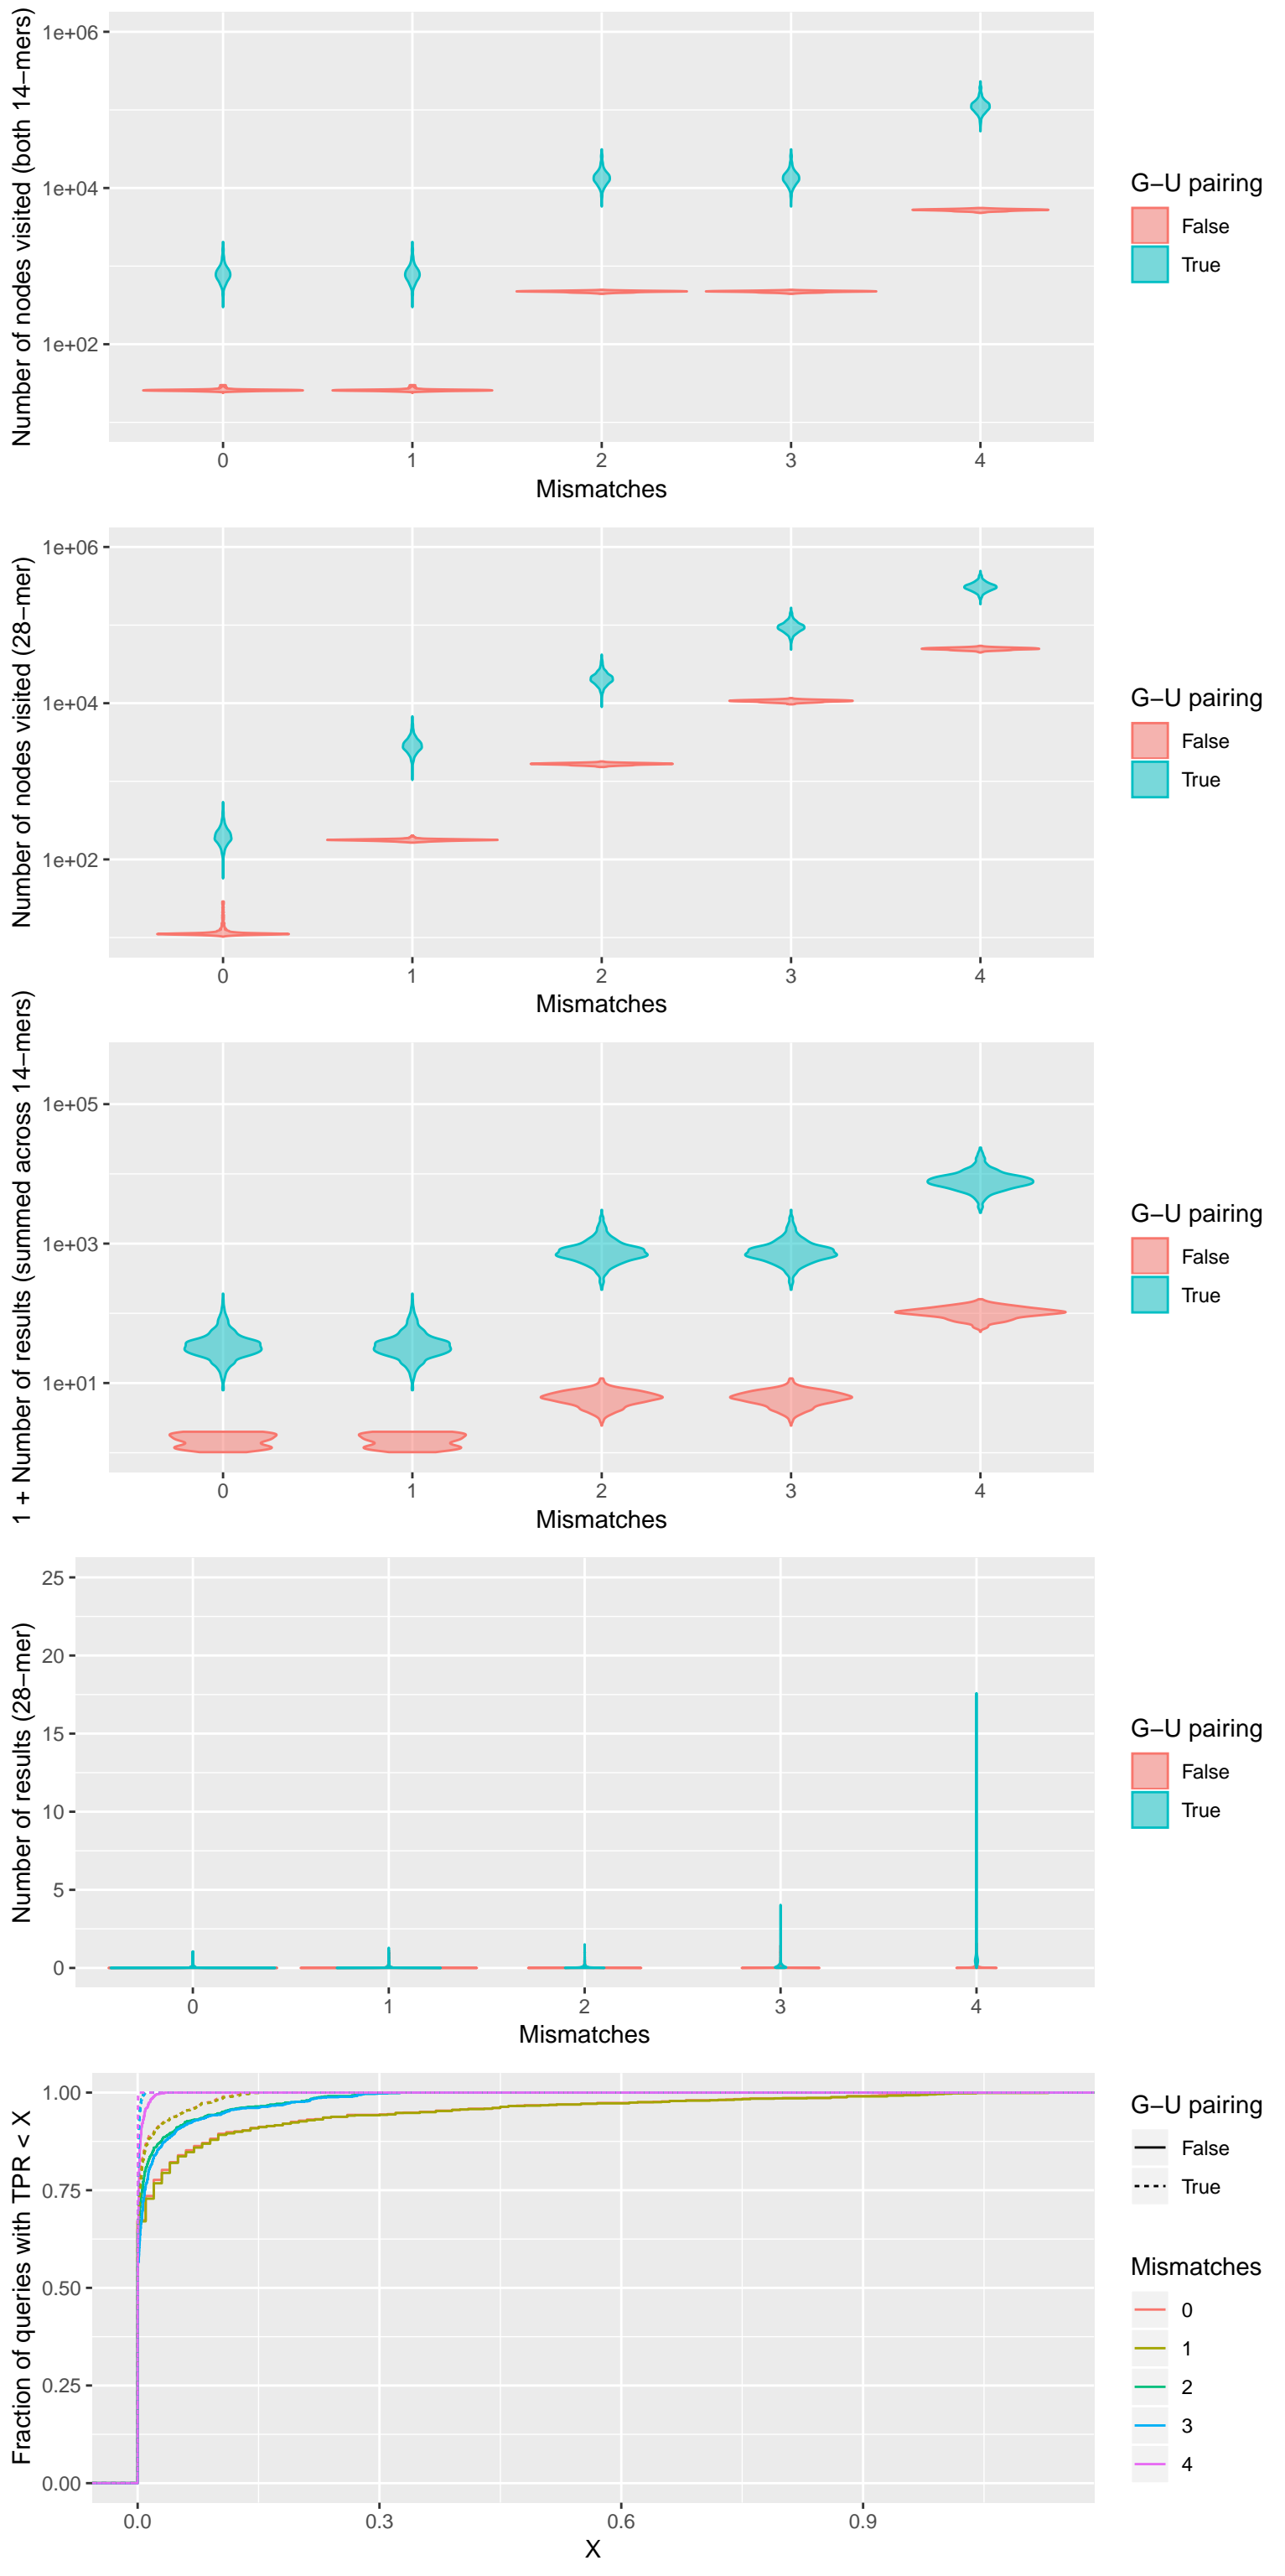 Number of nodes visited (both 14−mers)
1e+06
1e+04
1e+02
0 1 2 3 4
Mismatches
G−U pairing
False
True
Number of nodes visited (28−mer)
1e+06
1e+04
1e+02
0 1 2 3 4
Mismatches
G−U pairing
False
True
1 + Number of results (summed across 14−mers)
1e+05
1e+03
1e+01
0 1 2 3 4
Mismatches
G−U pairing
False
True
Number of results (28−mer)
25
20
15
10
5
0
0 1 2 3 4
Mismatches
G−U pairing
False
True
Fraction of queries with TPR < X
1.00
0.75
0.50
0.25
0.00
0.0 0.3 0.6 0.9
X
G−U pairing
False
True
Mismatches
0
1
2
3
4